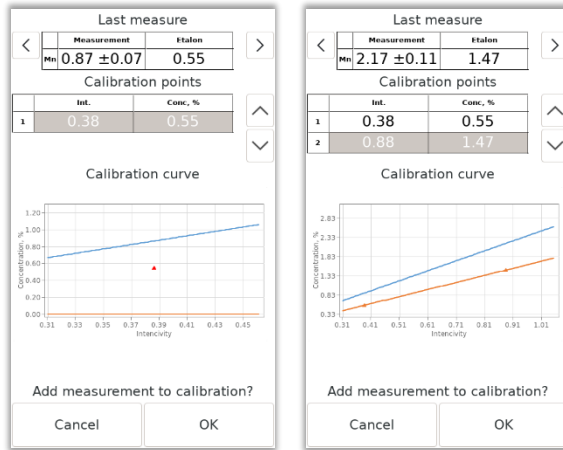 Last measure
<
Measurement Etalon
Mn 0.87 ±0.07 0.55
>
Calibration points
Int. Conc, %
1 0.38 0.55
Calibration curve
Concentration, %
1.20
1.00
0.80
0.60
0.40
0.20
0.00
0.31 0.33 0.35 0.37 0.39 0.41 0.43 0.45
Intencivity
Add measurement to calibration?
Cancel OK
Last measure
<
Measurement Etalon
Mn 2.17 ±0.11 1.47
>
Calibration points
Int. Conc, %
1 0.38 0.55
2 0.88 1.47
Calibration curve
Concentration, %
2.83
2.33
1.83
1.33
0.83
0.33
0.31 0.41 0.51 0.61 0.71 0.81 0.91 1.01
Intencivity
Add measurement to calibration?
Cancel OK